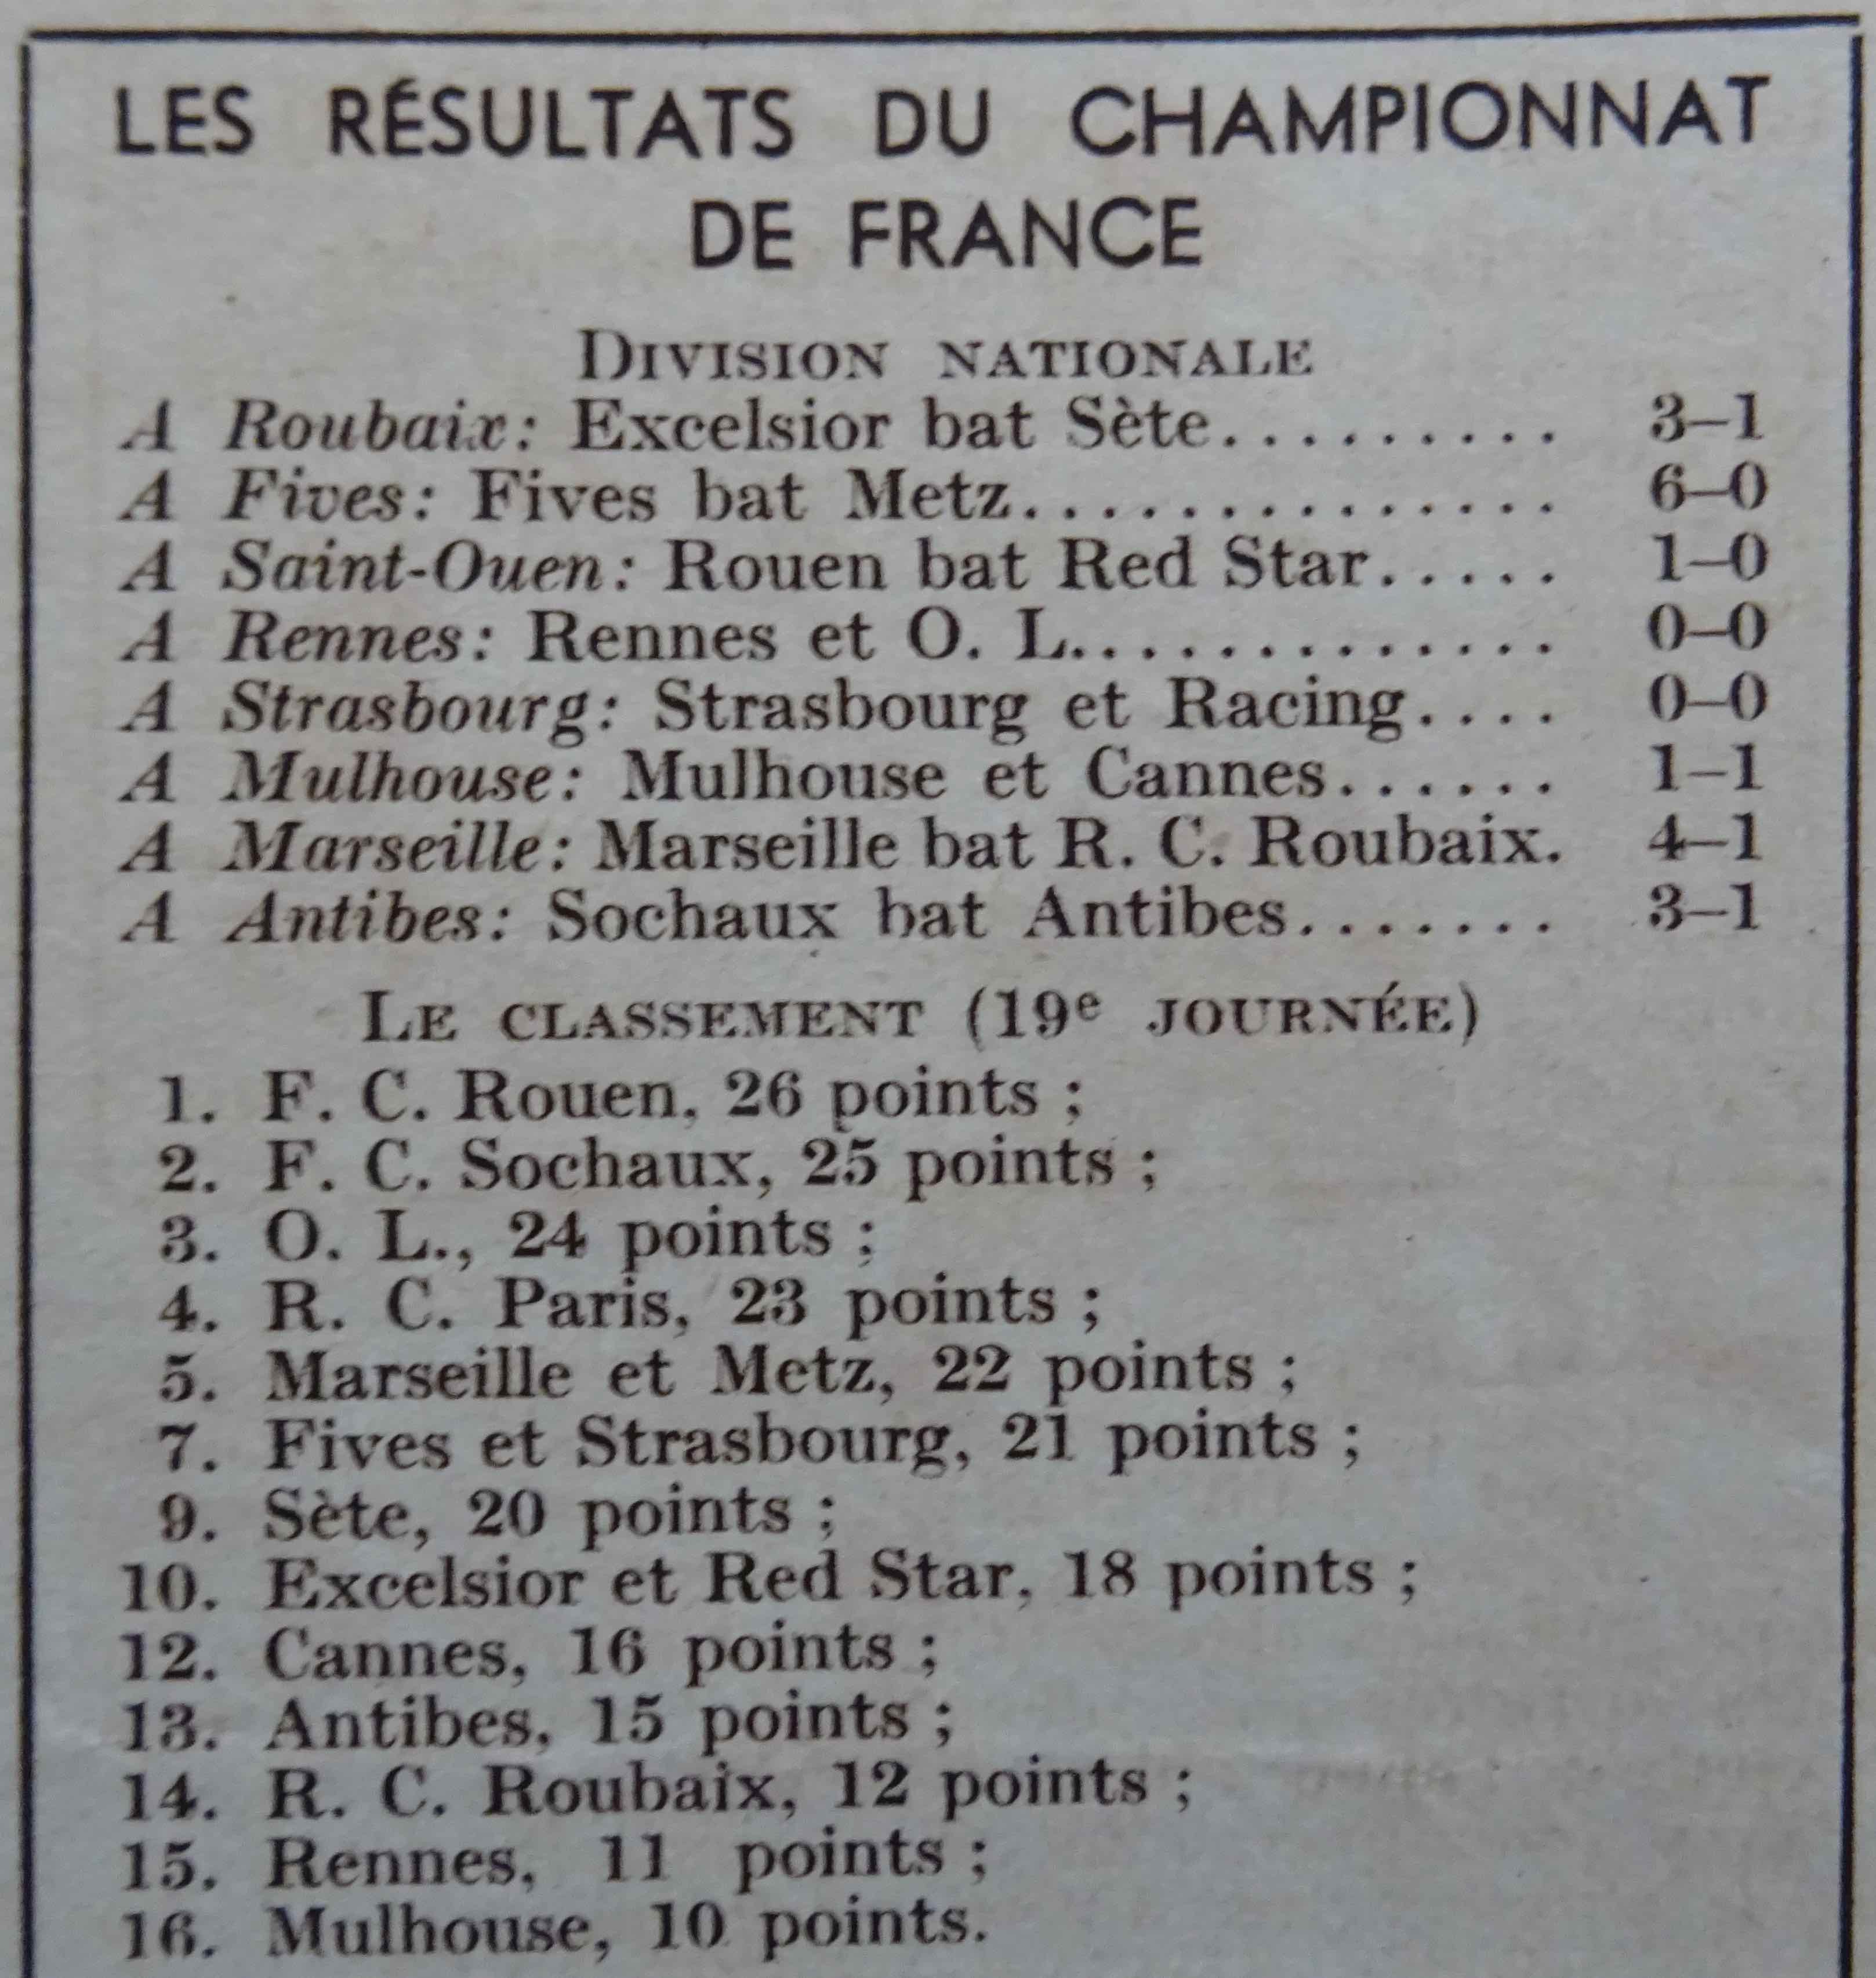 LES RÉSULTATS DU CHAMPIONNAT
DE FRANCE
DIVISION NATIONALE
A Roubaix: Excelsior bat Sète.......... 3–1
A Fives: Fives bat Metz................ 6–0
A Saint-Ouen: Rouen bat Red Star...... 1–0
A Rennes: Rennes et O. L............... 0–0
A Strasbourg: Strasbourg et Racing.... 0–0
A Mulhouse: Mulhouse et Cannes....... 1–1
A Marseille: Marseille bat R. C. Roubaix. 4–1
A Antibes: Sochaux bat Antibes........ 3–1
LE CLASSEMENT (19e JOURNÉE)
1. F. C. Rouen, 26 points ;
2. F. C. Sochaux, 25 points ;
3. O. L., 24 points ;
4. R. C. Paris, 23 points ;
5. Marseille et Metz, 22 points ;
7. Fives et Strasbourg, 21 points ;
9. Sète, 20 points ;
10. Excelsior et Red Star, 18 points ;
12. Cannes, 16 points ;
13. Antibes, 15 points ;
14. R. C. Roubaix, 12 points ;
15. Rennes, 11 points ;
16. Mulhouse, 10 points.